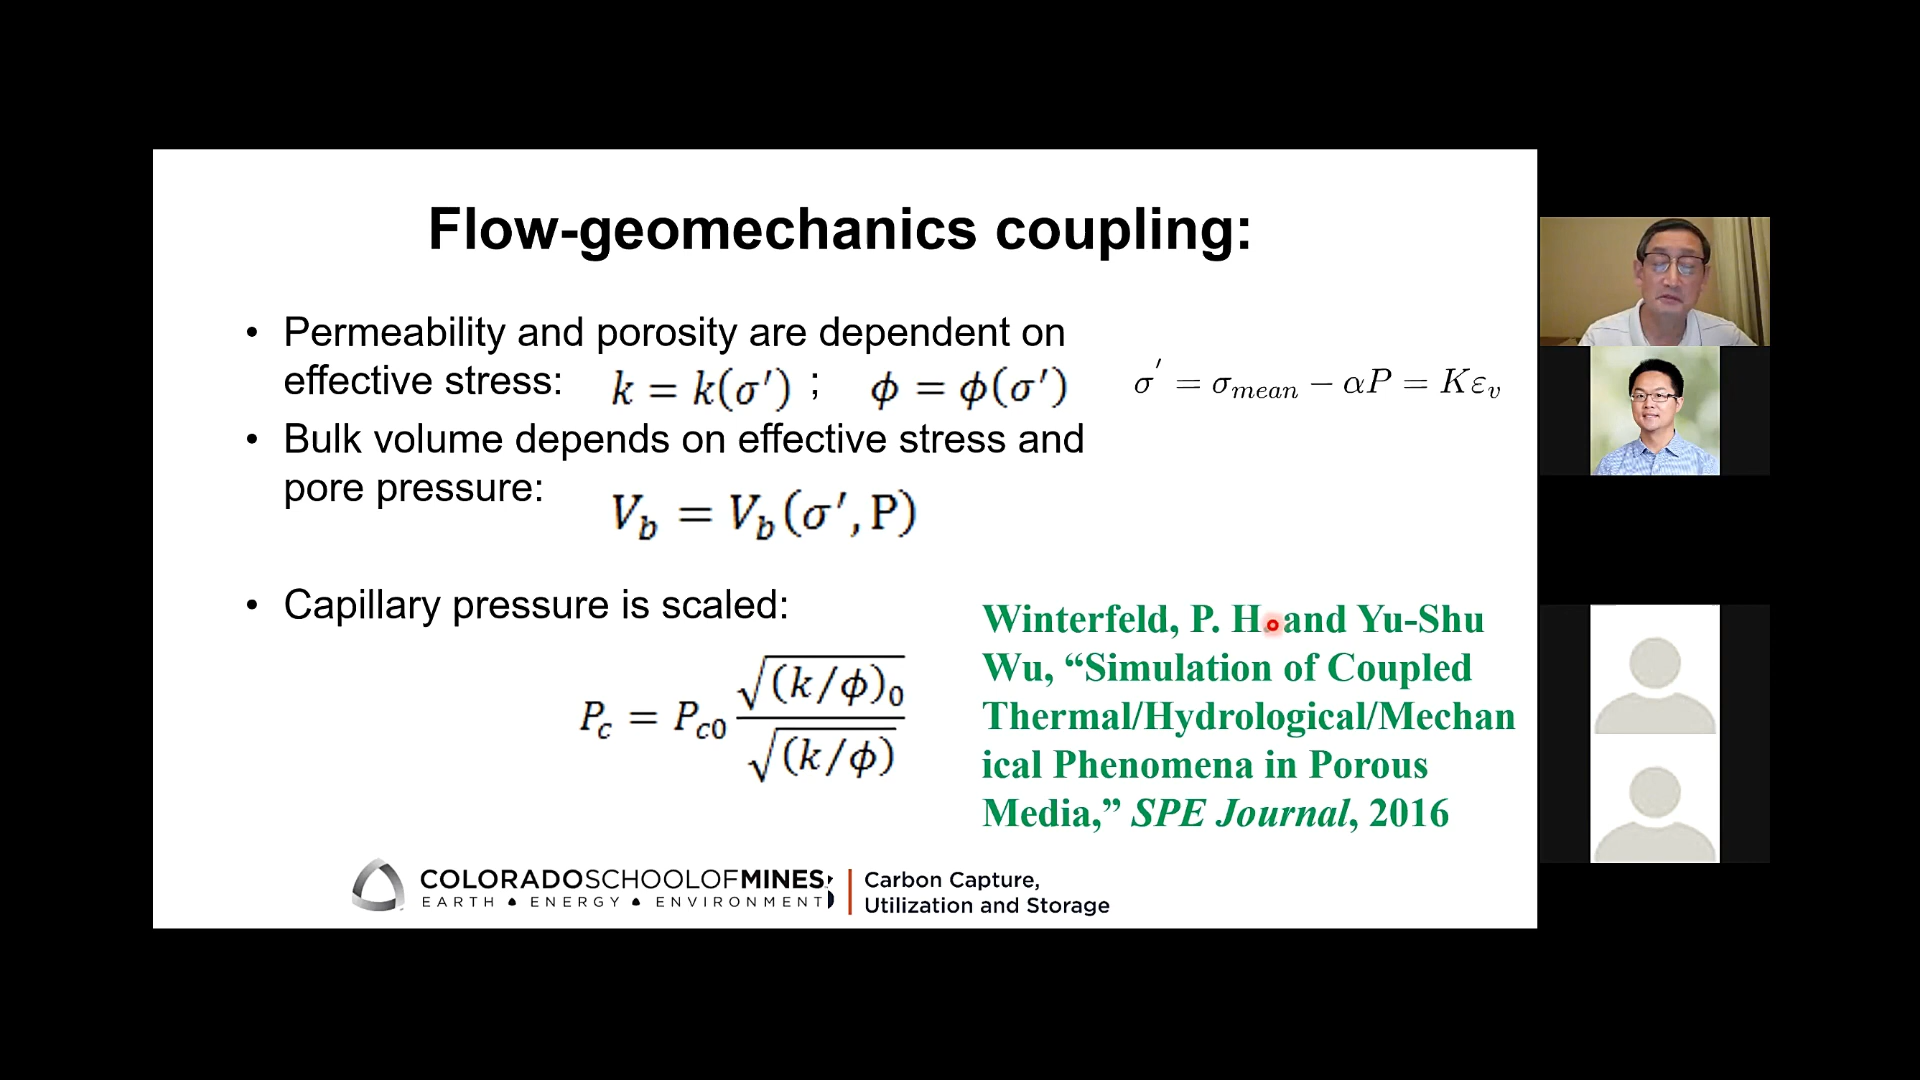 Flow-geomechanics coupling:
• Permeability and porosity are dependent on
effective stress: k = k(σ′) ; ϕ = ϕ(σ′) σ′ = σmean − αP = Kεv
• Bulk volume depends on effective stress and
pore pressure:
Vb = Vb(σ′, P)
• Capillary pressure is scaled:
Pc = Pc0 √(k/ϕ)0 / √(k/ϕ)
Winterfeld, P. H. and Yu-Shu
Wu, “Simulation of Coupled
Thermal/Hydrological/Mechan
ical Phenomena in Porous
Media,” SPE Journal, 2016
COLORADOSCHOOLOFMINES
EARTH ENERGY ENVIRONMENT
Carbon Capture,
Utilization and Storage